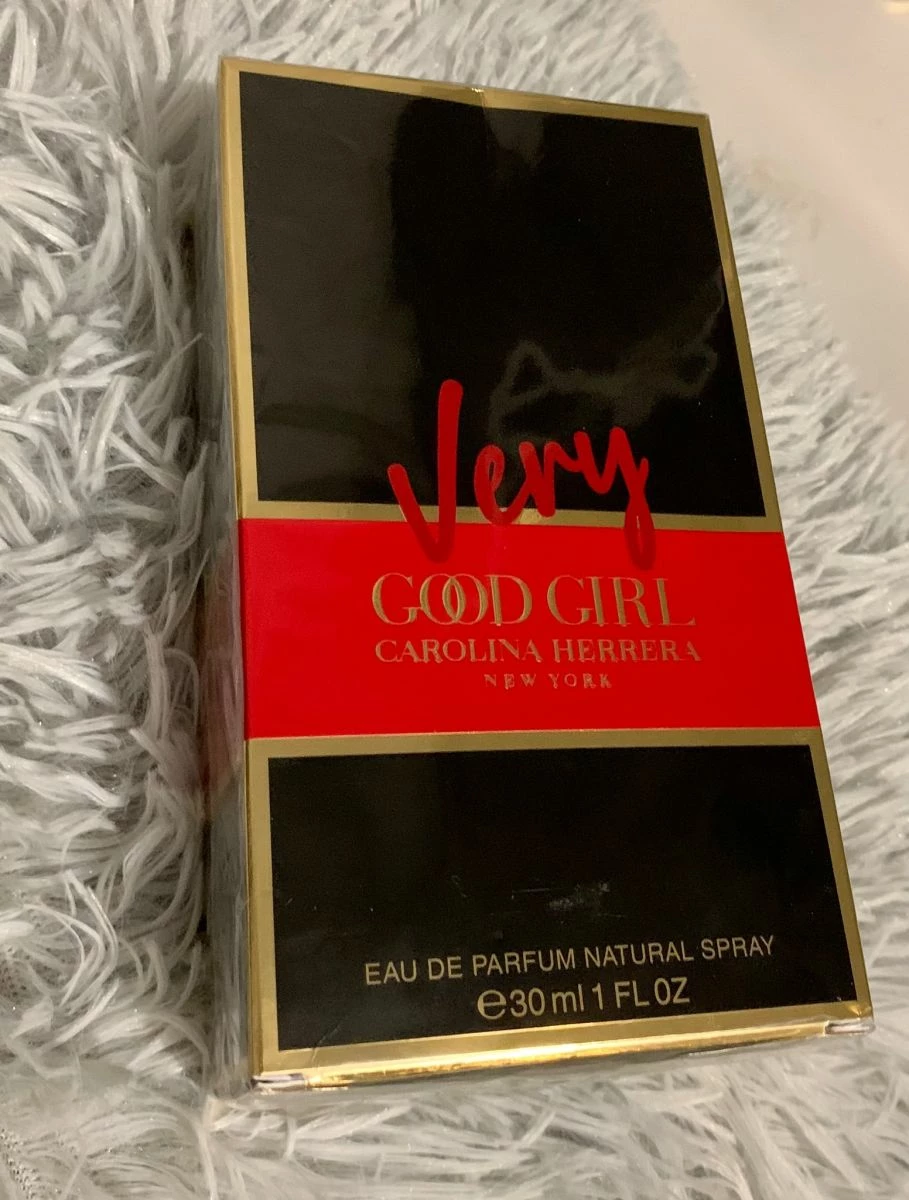 Very
GOOD GIRL
CAROLINA HERRERA
NEW YORK
EAU DE PARFUM NATURAL SPRAY
℮30 ml 1 FL OZ